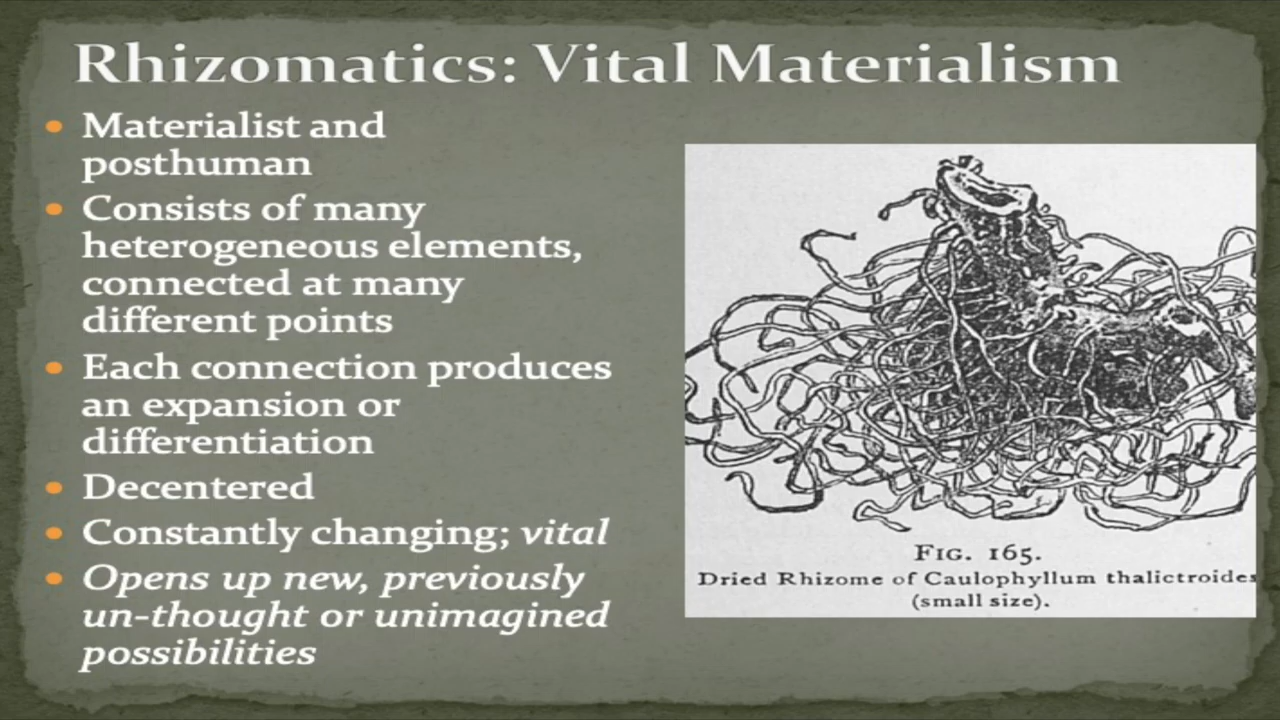 Rhizomatics: Vital Materialism
Materialist and
posthuman
Consists of many
heterogeneous elements,
connected at many
different points
Each connection produces
an expansion or
differentiation
Decentered
Constantly changing; vital
Opens up new, previously
un-thought or unimagined
possibilities
FIG. 165.
Dried Rhizome of Caulophyllum thalictroides
(small size).